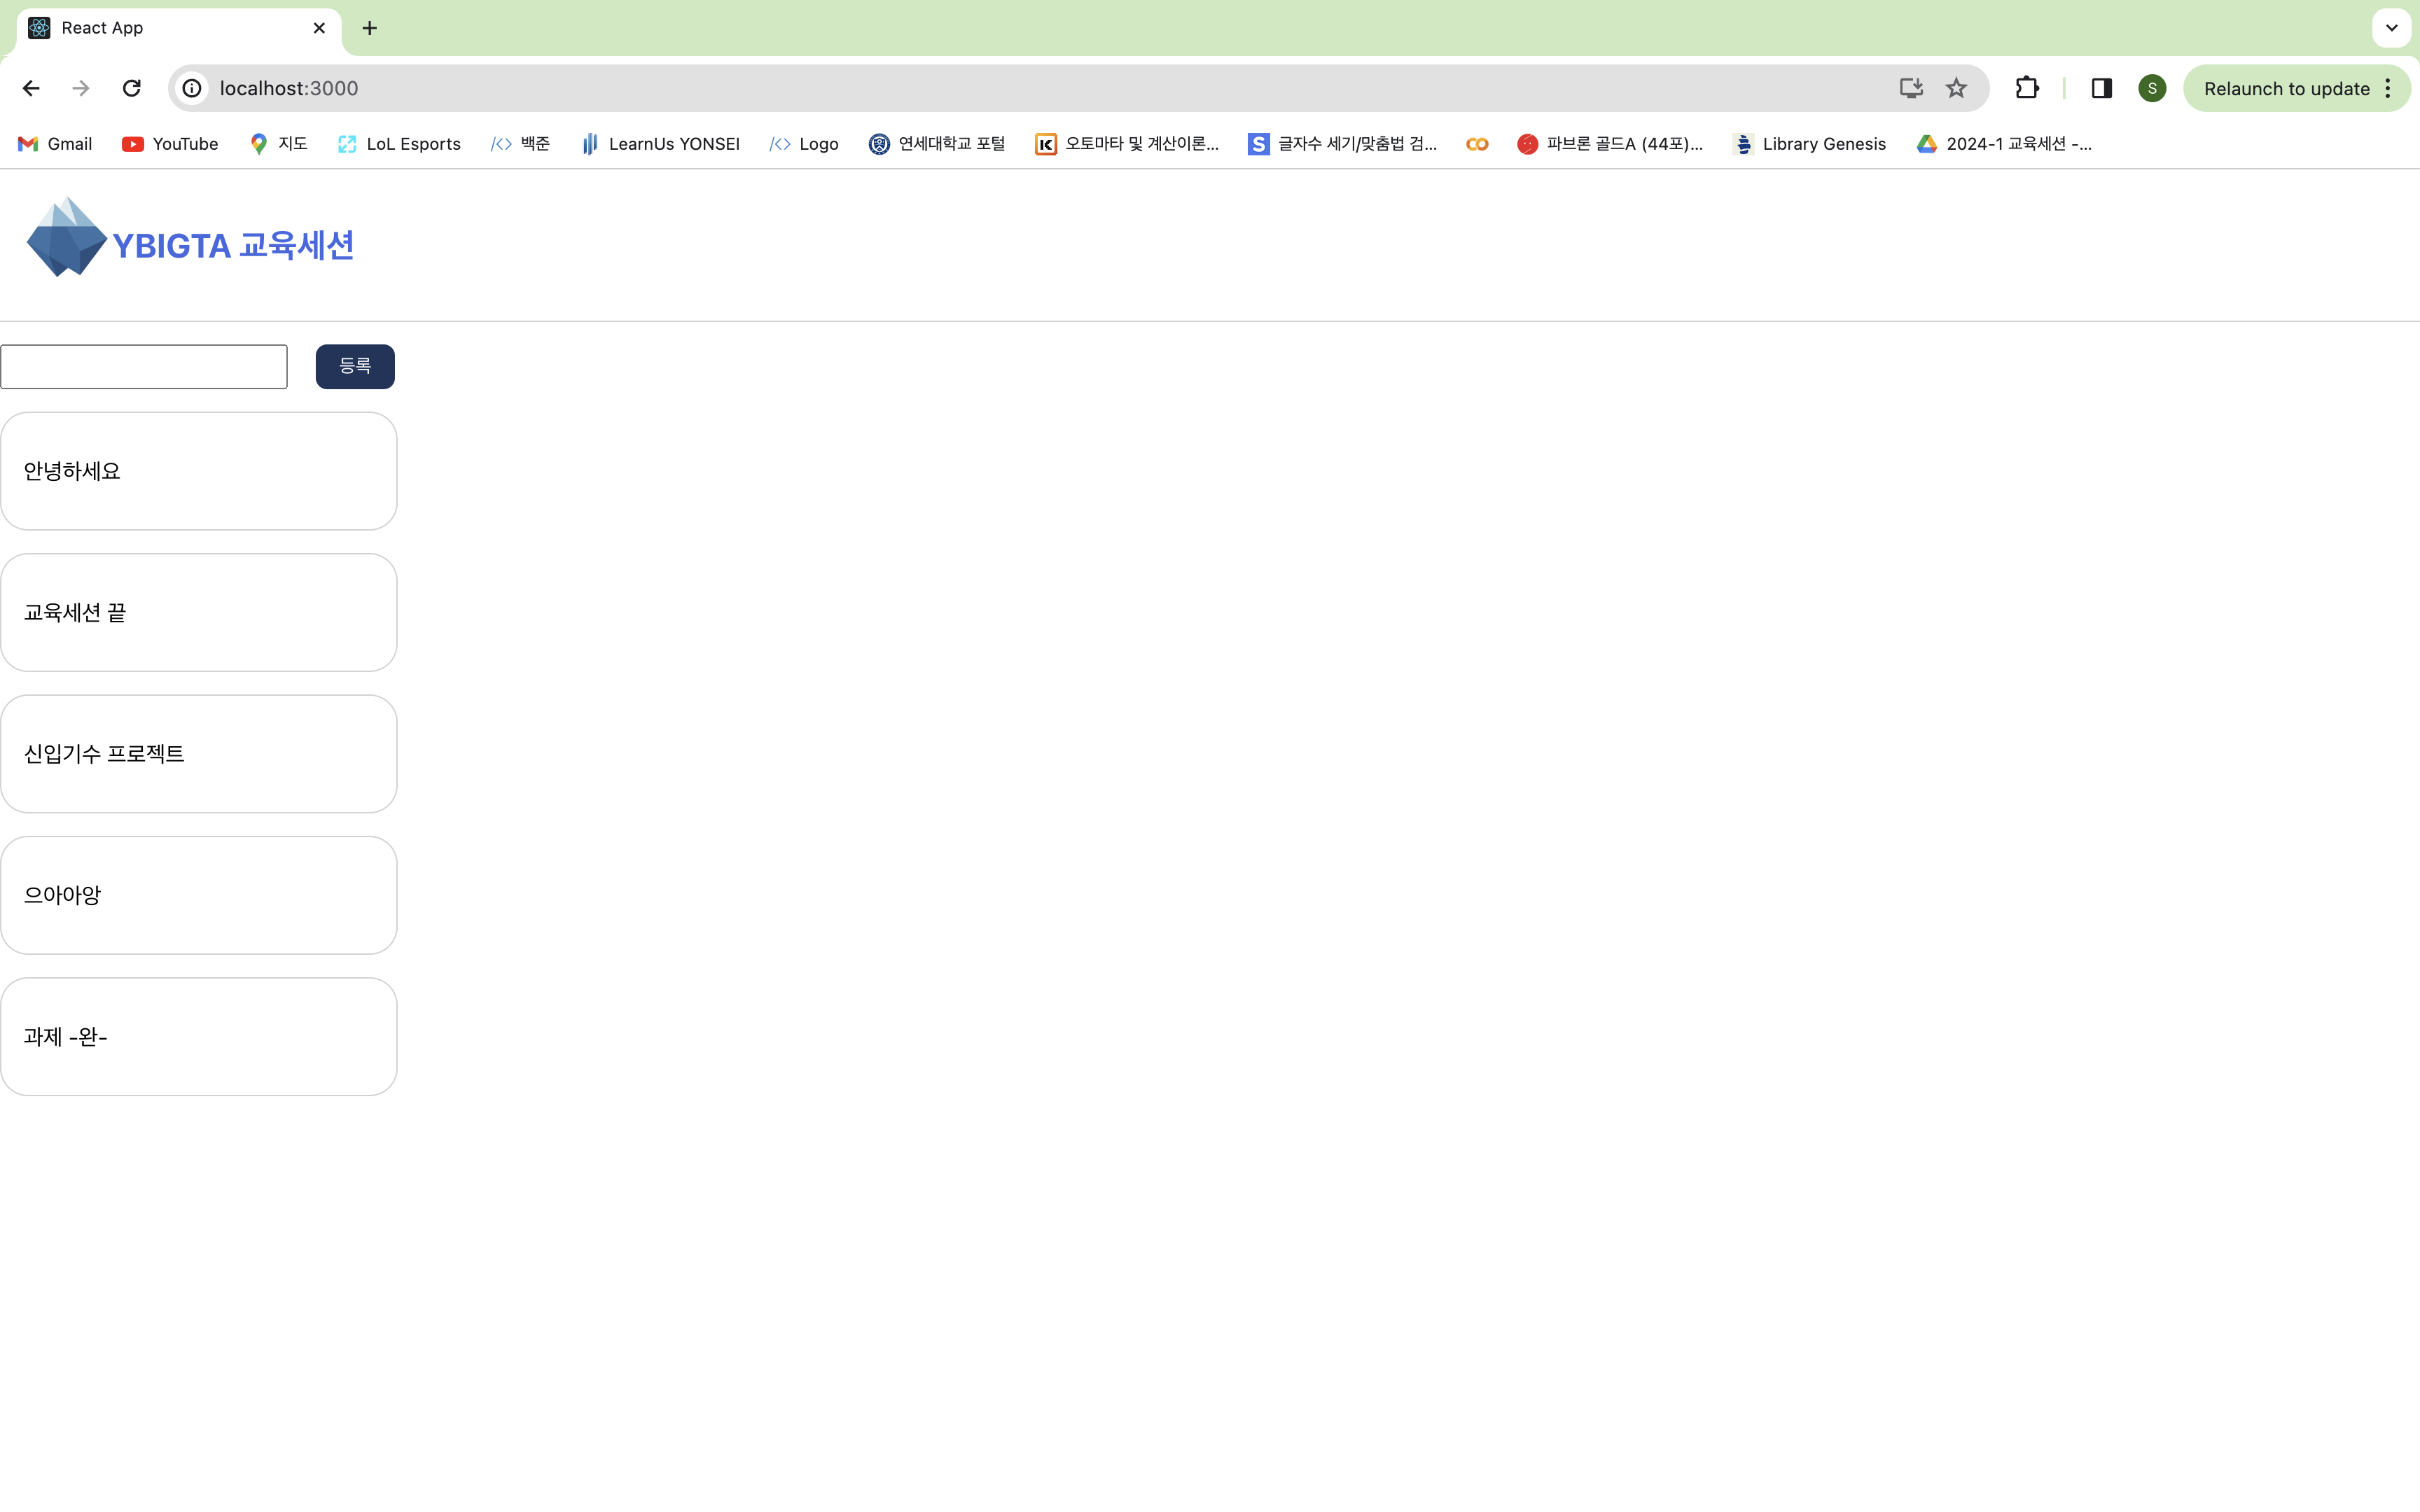 React App
localhost:3000
S
Relaunch to update
Gmail YouTube 지도 LoL Esports 백준 LearnUs YONSEI Logo 연세대학교 포털 오토마타 및 계산이론... 글자수 세기/맞춤법 검... 파브론 골드A (44포)... Library Genesis 2024-1 교육세션 -...
YBIGTA 교육세션
등록
안녕하세요
교육세션 끝
신입기수 프로젝트
으아아앙
과제 -완-